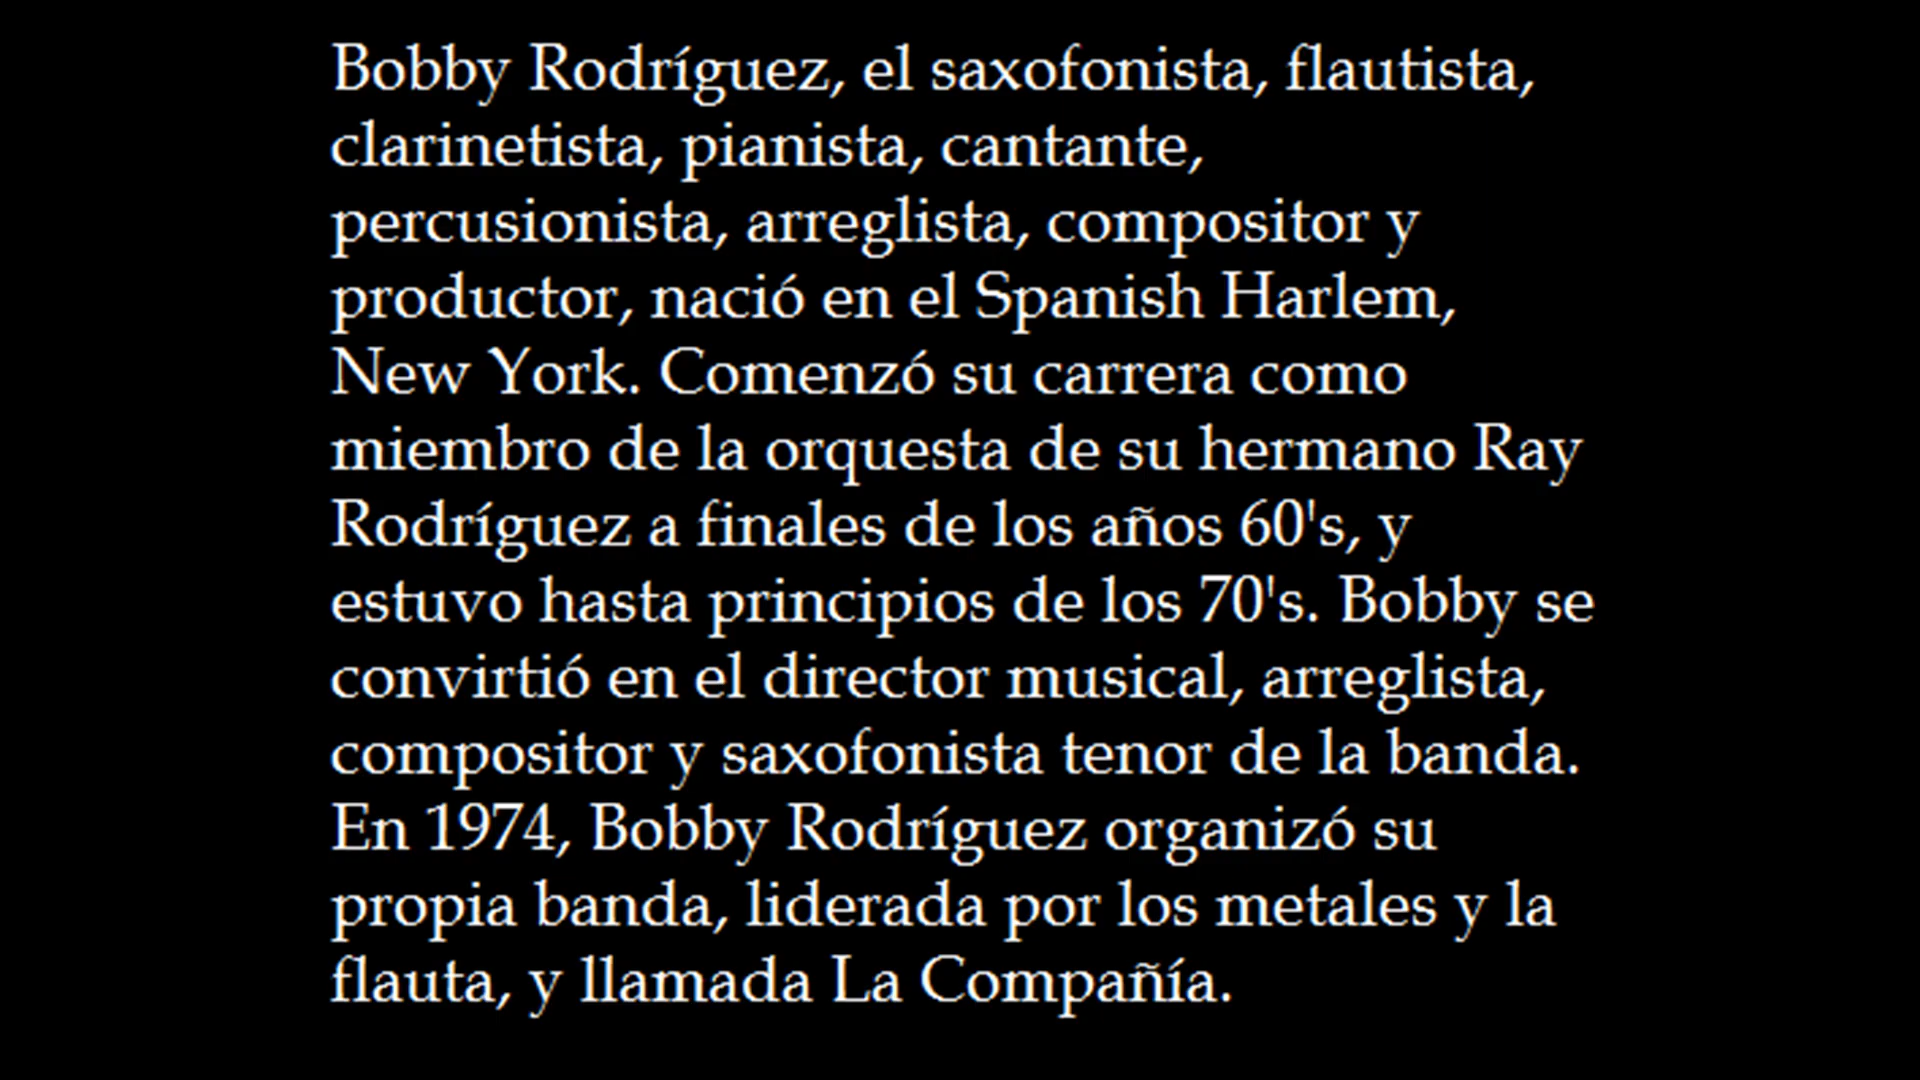 Bobby Rodríguez, el saxofonista, flautista,
clarinetista, pianista, cantante,
percusionista, arreglista, compositor y
productor, nació en el Spanish Harlem,
New York. Comenzó su carrera como
miembro de la orquesta de su hermano Ray
Rodríguez a finales de los años 60's, y
estuvo hasta principios de los 70's. Bobby se
convirtió en el director musical, arreglista,
compositor y saxofonista tenor de la banda.
En 1974, Bobby Rodríguez organizó su
propia banda, liderada por los metales y la
flauta, y llamada La Compañía.